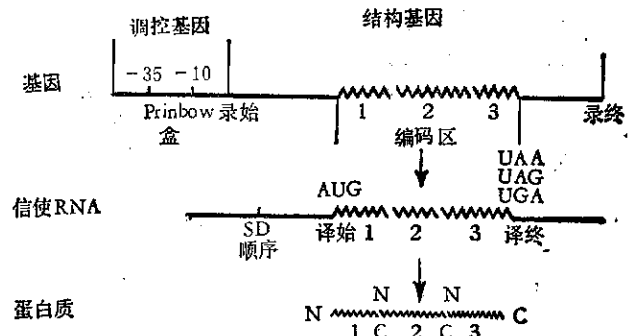 调控基因
结构基因
基因
-35 -10
1 2 3
Prinbow 录始
录终
盒
编码区
UAA
UAG
UGA
AUG
信使RNA
SD
译始 1 2 3 译终
顺序
N N
蛋白质
N C
1 C 2 C 3